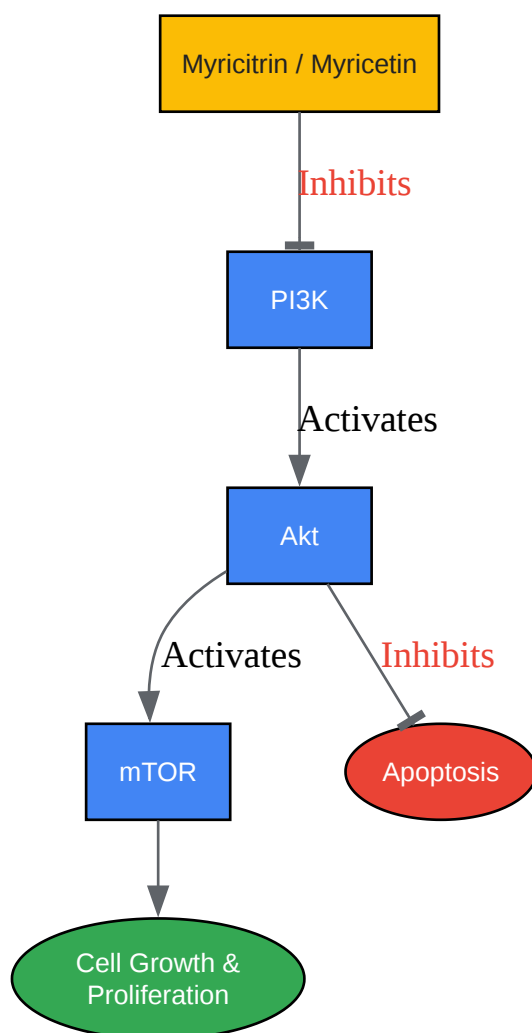 Myricitrin / Myricetin
Inhibits
PI3K
Activates
Akt
Activates
Inhibits
mTOR
Apoptosis
Cell Growth &
Proliferation